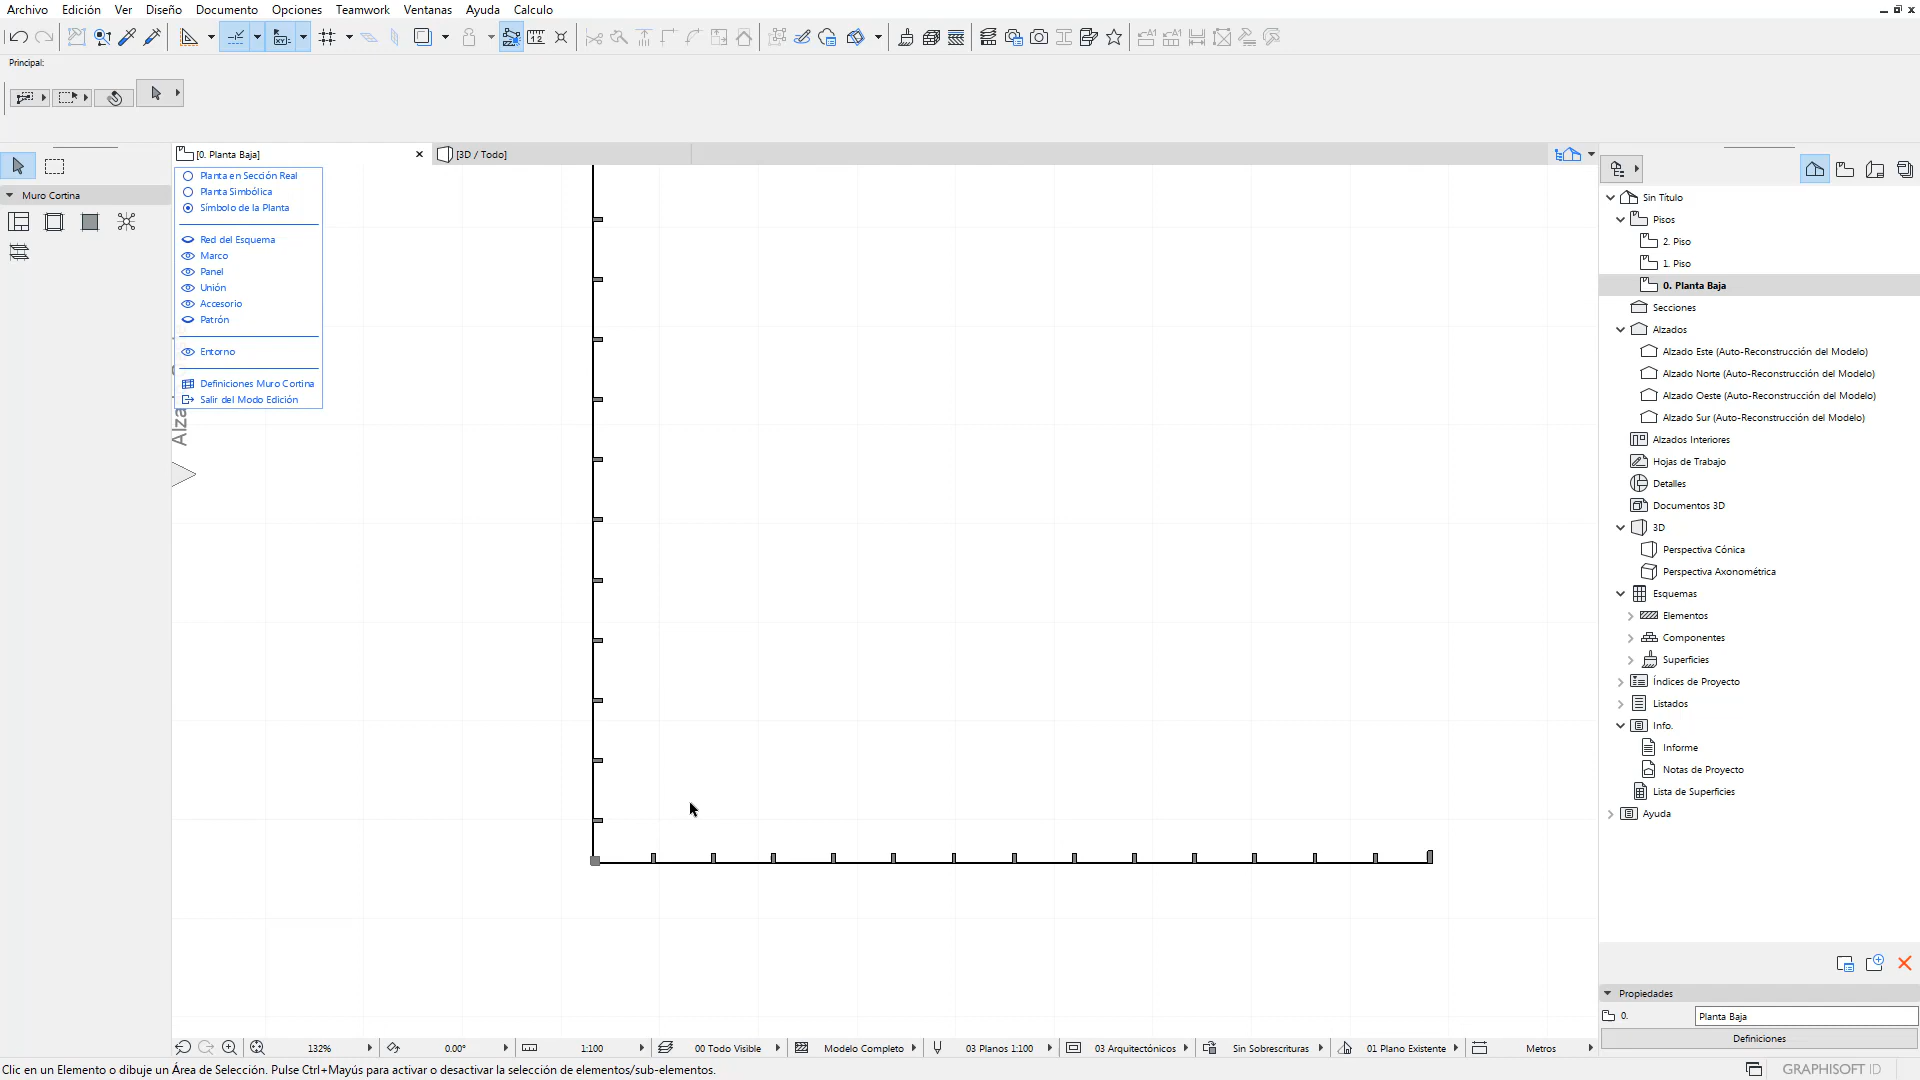 Archivo Edición Ver Diseño Documento Opciones Teamwork Ventanas Ayuda Calculo
Principal:
[0. Planta Baja]
[3D / Todo]
Muro Cortina
Planta en Sección Real
Planta Simbólica
Símbolo de la Planta
Red del Esquema
Marco
Panel
Unión
Accesorio
Patrón
Entorno
Definiciones Muro Cortina
Salir del Modo Edición
Alza
Sin Título
Pisos
2. Piso
1. Piso
0. Planta Baja
Secciones
Alzados
Alzado Este (Auto-Reconstrucción del Modelo)
Alzado Norte (Auto-Reconstrucción del Modelo)
Alzado Oeste (Auto-Reconstrucción del Modelo)
Alzado Sur (Auto-Reconstrucción del Modelo)
Alzados Interiores
Hojas de Trabajo
Detalles
Documentos 3D
3D
Perspectiva Cónica
Perspectiva Axonométrica
Esquemas
Elementos
Componentes
Superficies
Índices de Proyecto
Listados
Info.
Informe
Notas de Proyecto
Lista de Superficies
Ayuda
Propiedades
0. Planta Baja
Definiciones
132% 0.00° 1:100 00 Todo Visible Modelo Completo 03 Planos 1:100 03 Arquitectónicos Sin Sobrescrituras 01 Plano Existente Metros
Clic en un Elemento o dibuje un Área de Selección. Pulse Ctrl+Mayús para activar o desactivar la selección de elementos/sub-elementos.
GRAPHISOFT ID